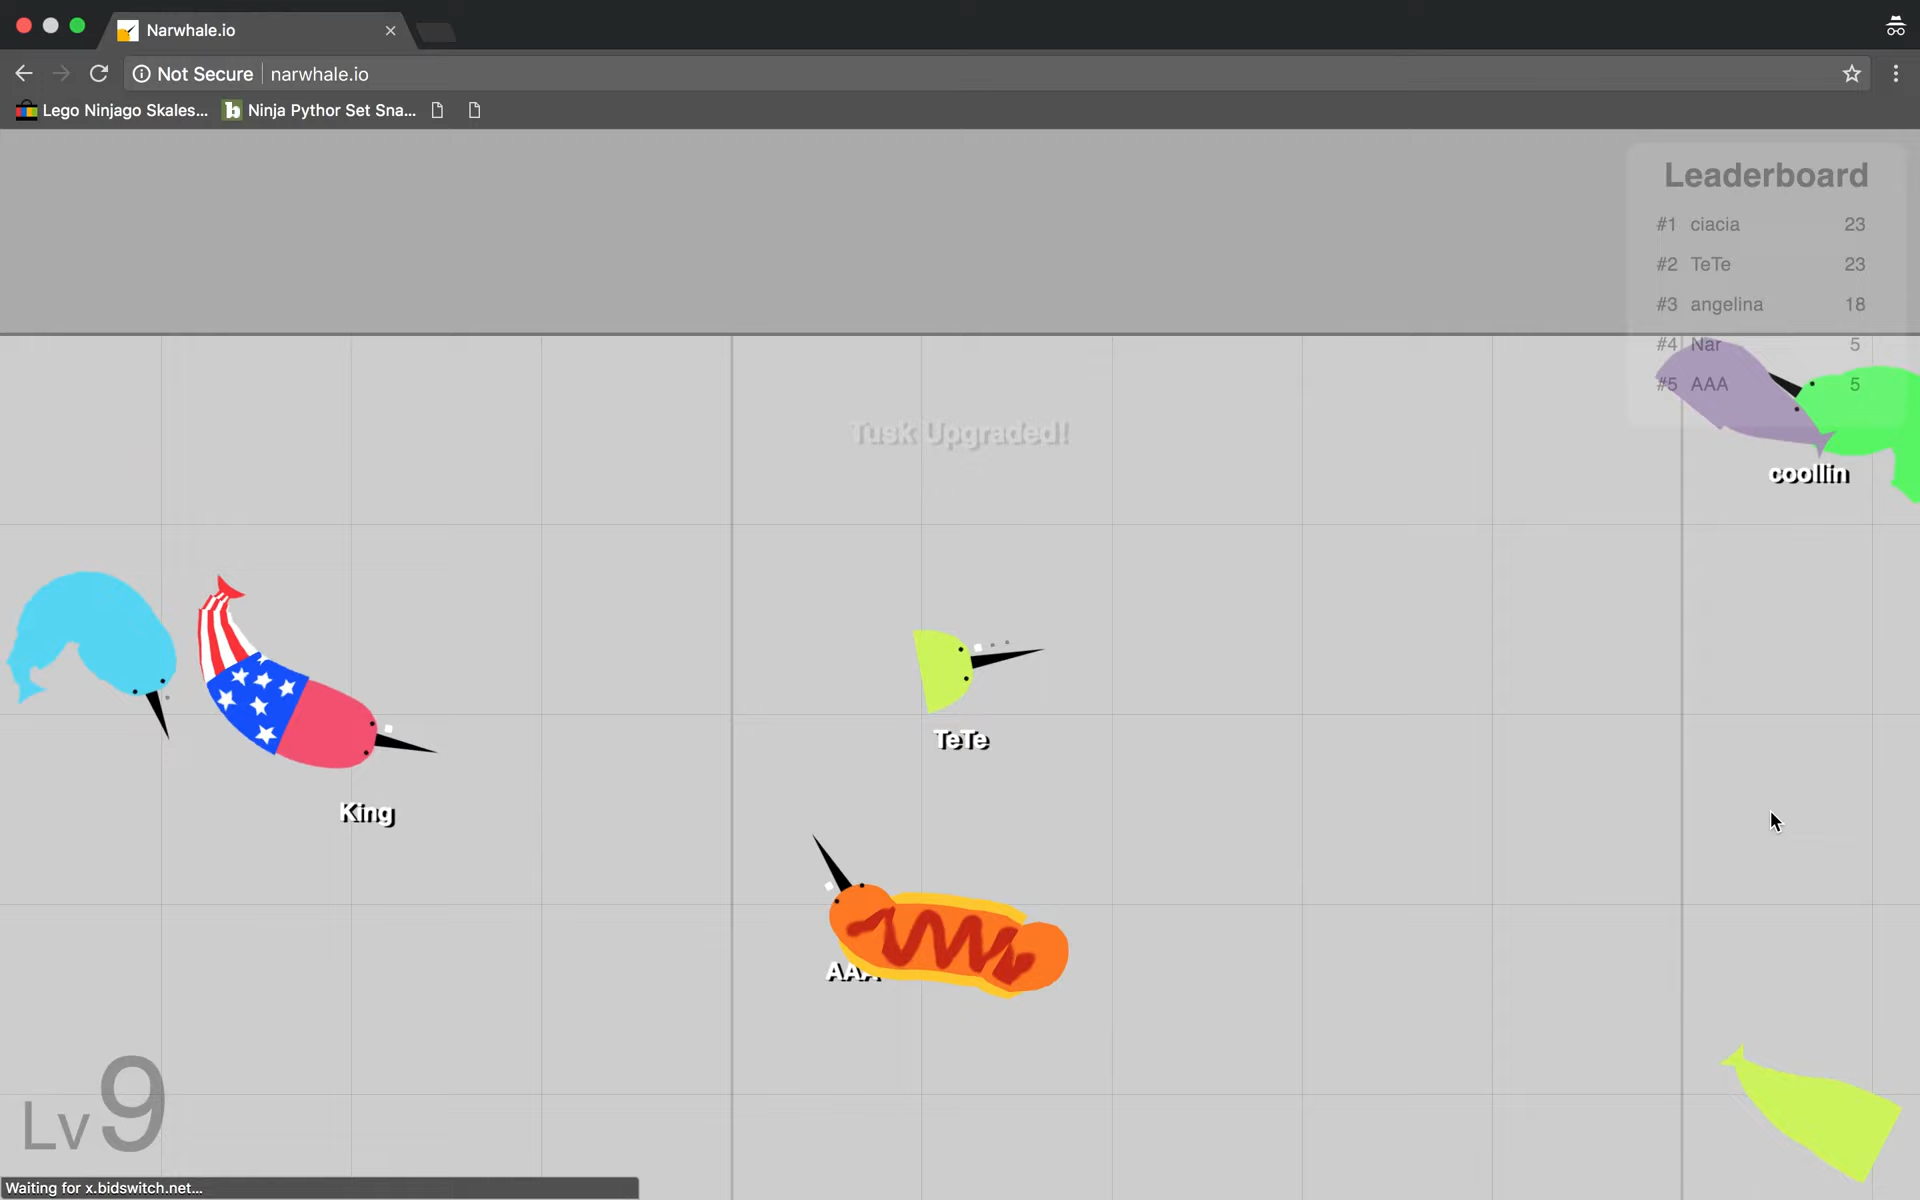 Narwhale.io
Not Secure narwhale.io
Lego Ninjago Skales... Ninja Pythor Set Sna...
Leaderboard
#1 ciacia 23
#2 TeTe 23
#3 angelina 18
#4 Nar 5
#5 AAA 5
Tusk Upgraded!
coollin
TeTe
King
AAA
Lv 9
Waiting for x.bidswitch.net...